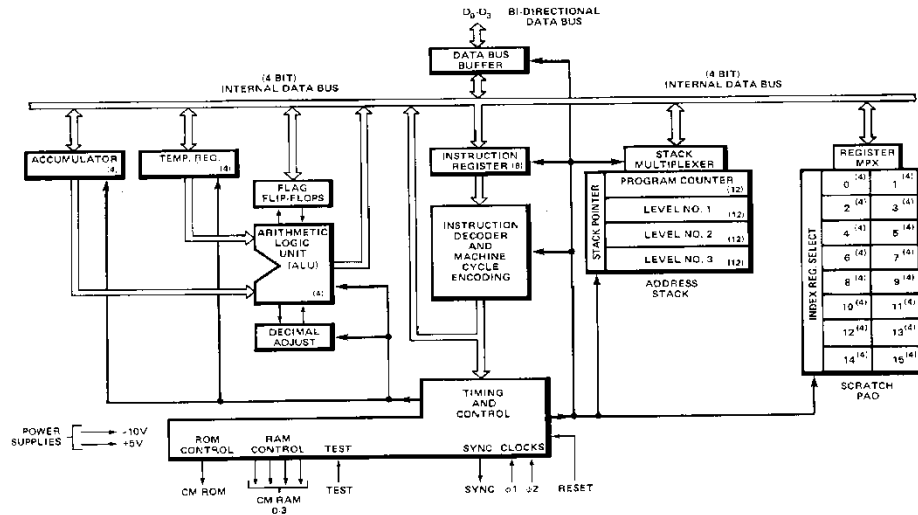 D0-D3 BI-DIRECTIONAL
DATA BUS
DATA BUS
BUFFER
(4 BIT)
INTERNAL DATA BUS
(4 BIT)
INTERNAL DATA BUS
ACCUMULATOR
(4)
TEMP. REG.
(4)
FLAG
FLIP-FLOPS
ARITHMETIC
LOGIC
UNIT
(ALU)
(4)
DECIMAL
ADJUST
INSTRUCTION
REGISTER (8)
INSTRUCTION
DECODER
AND
MACHINE
CYCLE
ENCODING
STACK
MULTIPLEXER
STACK POINTER
PROGRAM COUNTER
(12)
LEVEL NO. 1
(12)
LEVEL NO. 2
(12)
LEVEL NO. 3
(12)
ADDRESS
STACK
REGISTER
MPX
INDEX REG. SELECT
0 (4) 1 (4)
2 (4) 3 (4)
4 (4) 5 (4)
6 (4) 7 (4)
8 (4) 9 (4)
10 (4) 11 (4)
12 (4) 13 (4)
14 (4) 15 (4)
SCRATCH
PAD
TIMING
AND
CONTROL
POWER
SUPPLIES
-10V
+5V
ROM
CONTROL
RAM
CONTROL
TEST
SYNC
CLOCKS
CM ROM
CM RAM
0-3
TEST
SYNC
φ1
φ2
RESET